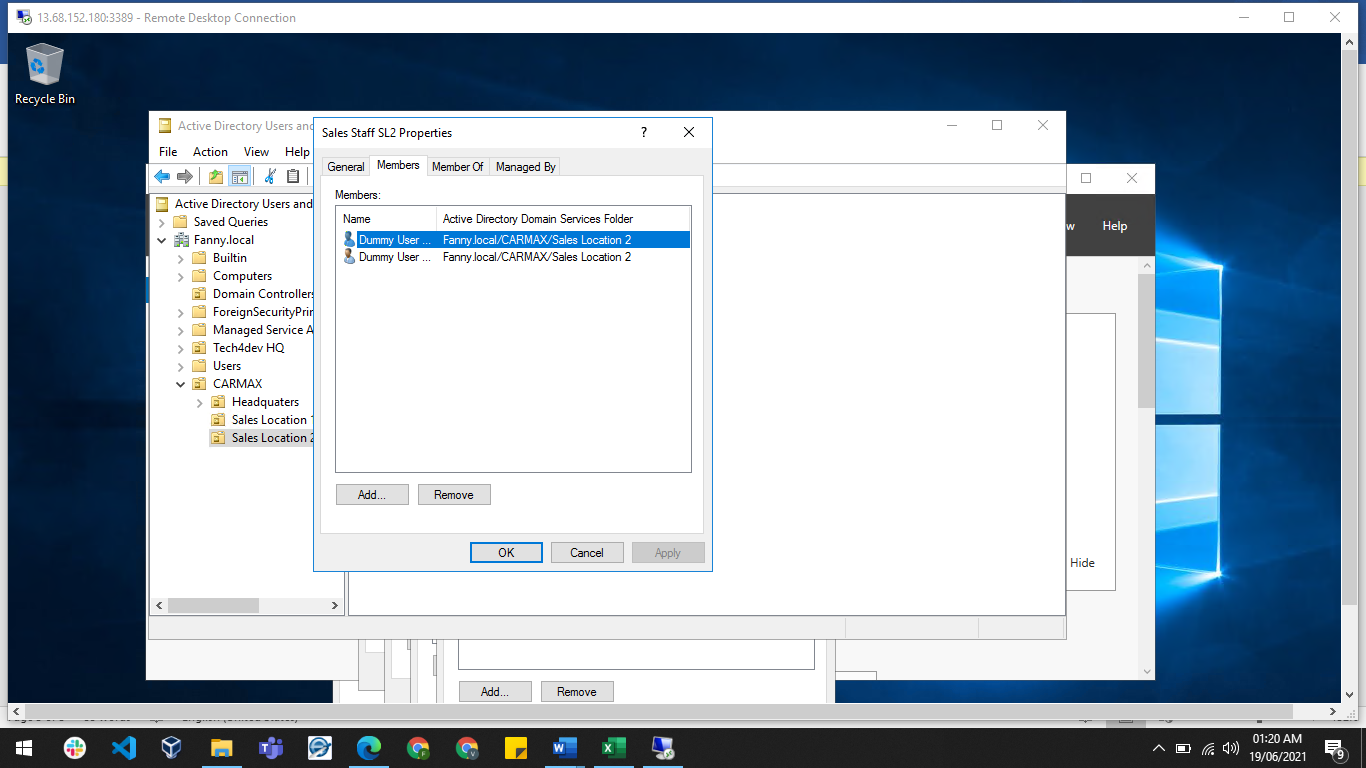 13.68.152.180:3389 - Remote Desktop Connection
Recycle Bin
Active Directory Users and
File Action View Help
Sales Staff SL2 Properties
?
General Members Member Of Managed By
Members:
Name Active Directory Domain Services Folder
Dummy User ... Fanny.local/CARMAX/Sales Location 2
Dummy User ... Fanny.local/CARMAX/Sales Location 2
Add... Remove
OK Cancel Apply
Active Directory Users and
Saved Queries
Fanny.local
Builtin
Computers
Domain Controllers
ForeignSecurityPrin
Managed Service A
Tech4dev HQ
Users
CARMAX
Headquaters
Sales Location 1
Sales Location 2
w Help
Hide
Add... Remove
English (United States)
01:20 AM
19/06/2021
9